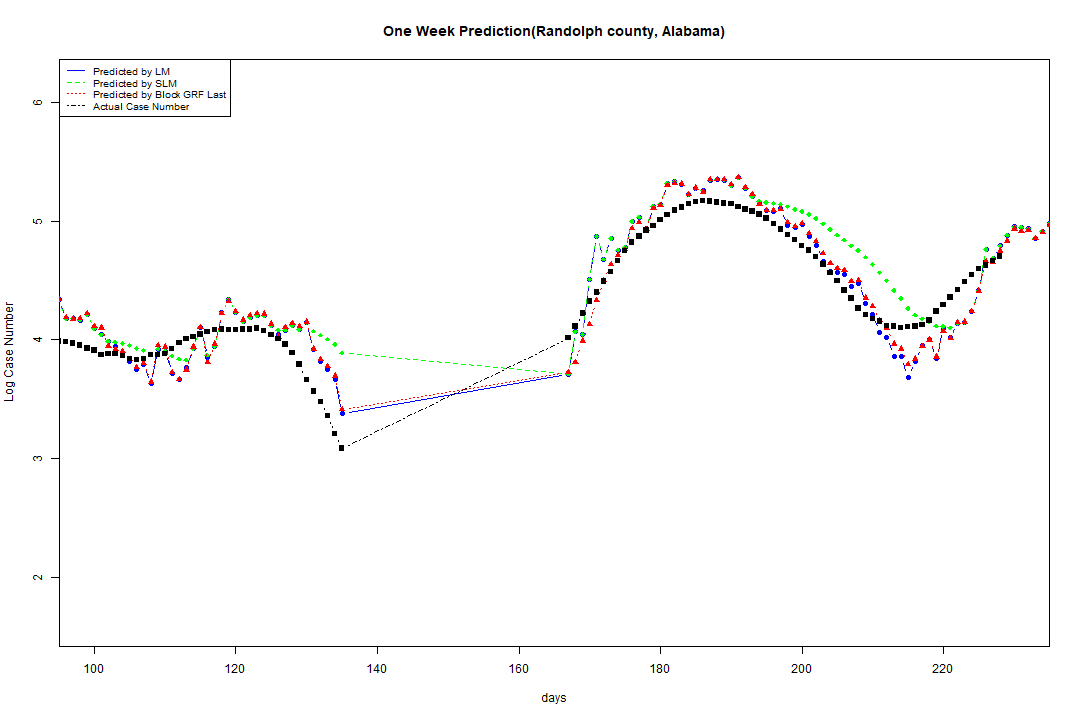 One Week Prediction(Randolph county, Alabama)
Predicted by LM
Predicted by SLM
Predicted by Block GRF Last
Actual Case Number
6
5
4
3
2
Log Case Number
100 120 140 160 180 200 220
days